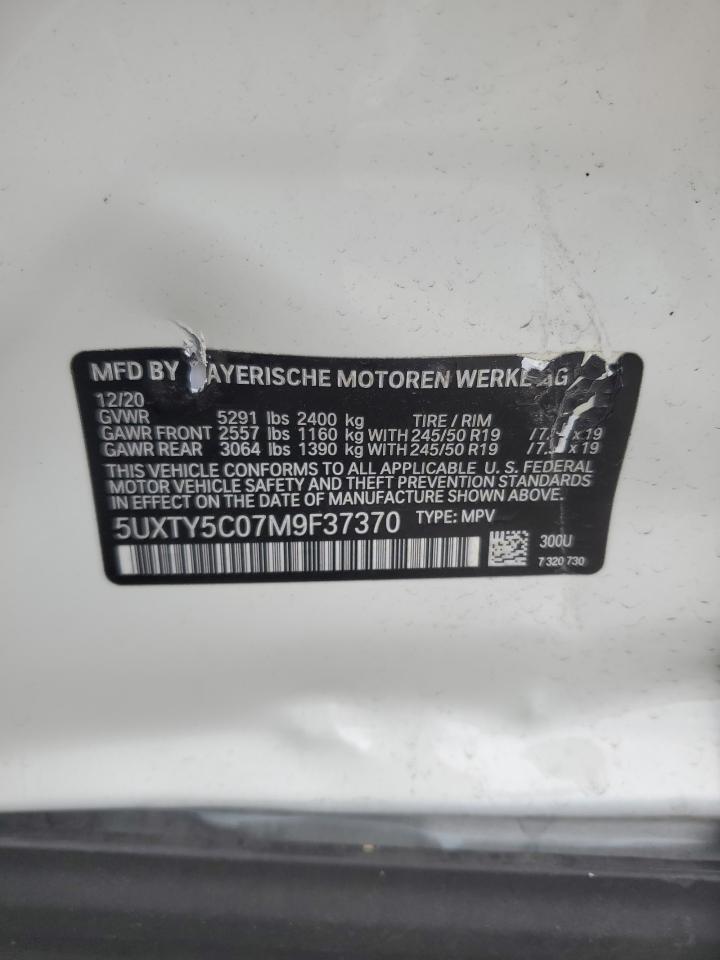 MFD BY AYERISCHE MOTOREN WERKE AG
12/20
GVWR 5291 lbs 2400 kg TIRE / RIM
GAWR FRONT 2557 lbs 1160 kg WITH 245/50 R19 /7. x 19
GAWR REAR 3064 lbs 1390 kg WITH 245/50 R19 /7. x 19
THIS VEHICLE CONFORMS TO ALL APPLICABLE U. S. FEDERAL
MOTOR VEHICLE SAFETY AND THEFT PREVENTION STANDARDS
IN EFFECT ON THE DATE OF MANUFACTURE SHOWN ABOVE.
5UXTY5C07M9F37370 TYPE: MPV
300U
7 320 730